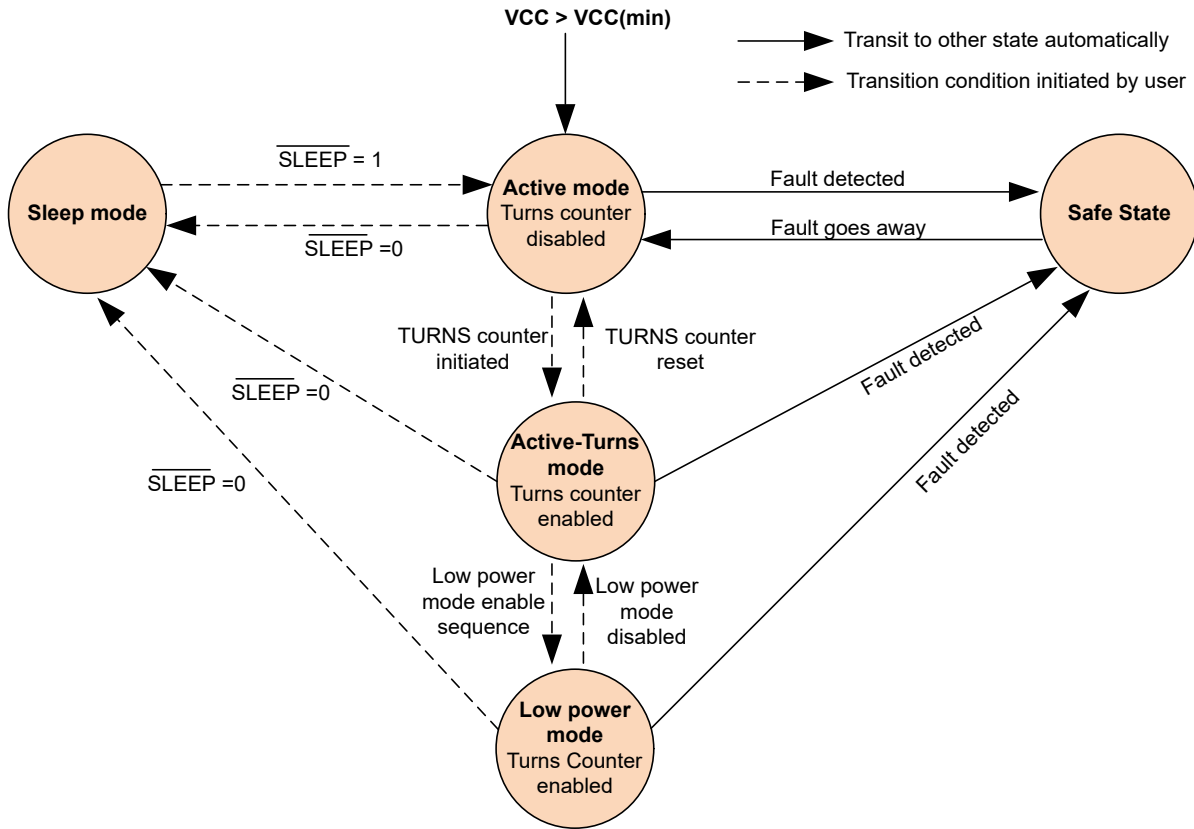 VCC > VCC(min)
Transit to other state automatically
Transition condition initiated by user
SLEEP = 1
Sleep mode
SLEEP =0
Active mode
Turns counter
disabled
Fault detected
Fault goes away
Safe State
TURNS counter
initiated
TURNS counter
reset
SLEEP =0
Fault detected
Active-Turns
mode
Turns counter
enabled
SLEEP =0
Fault detected
Low power
mode enable
sequence
Low power
mode
disabled
Low power
mode
Turns Counter
enabled